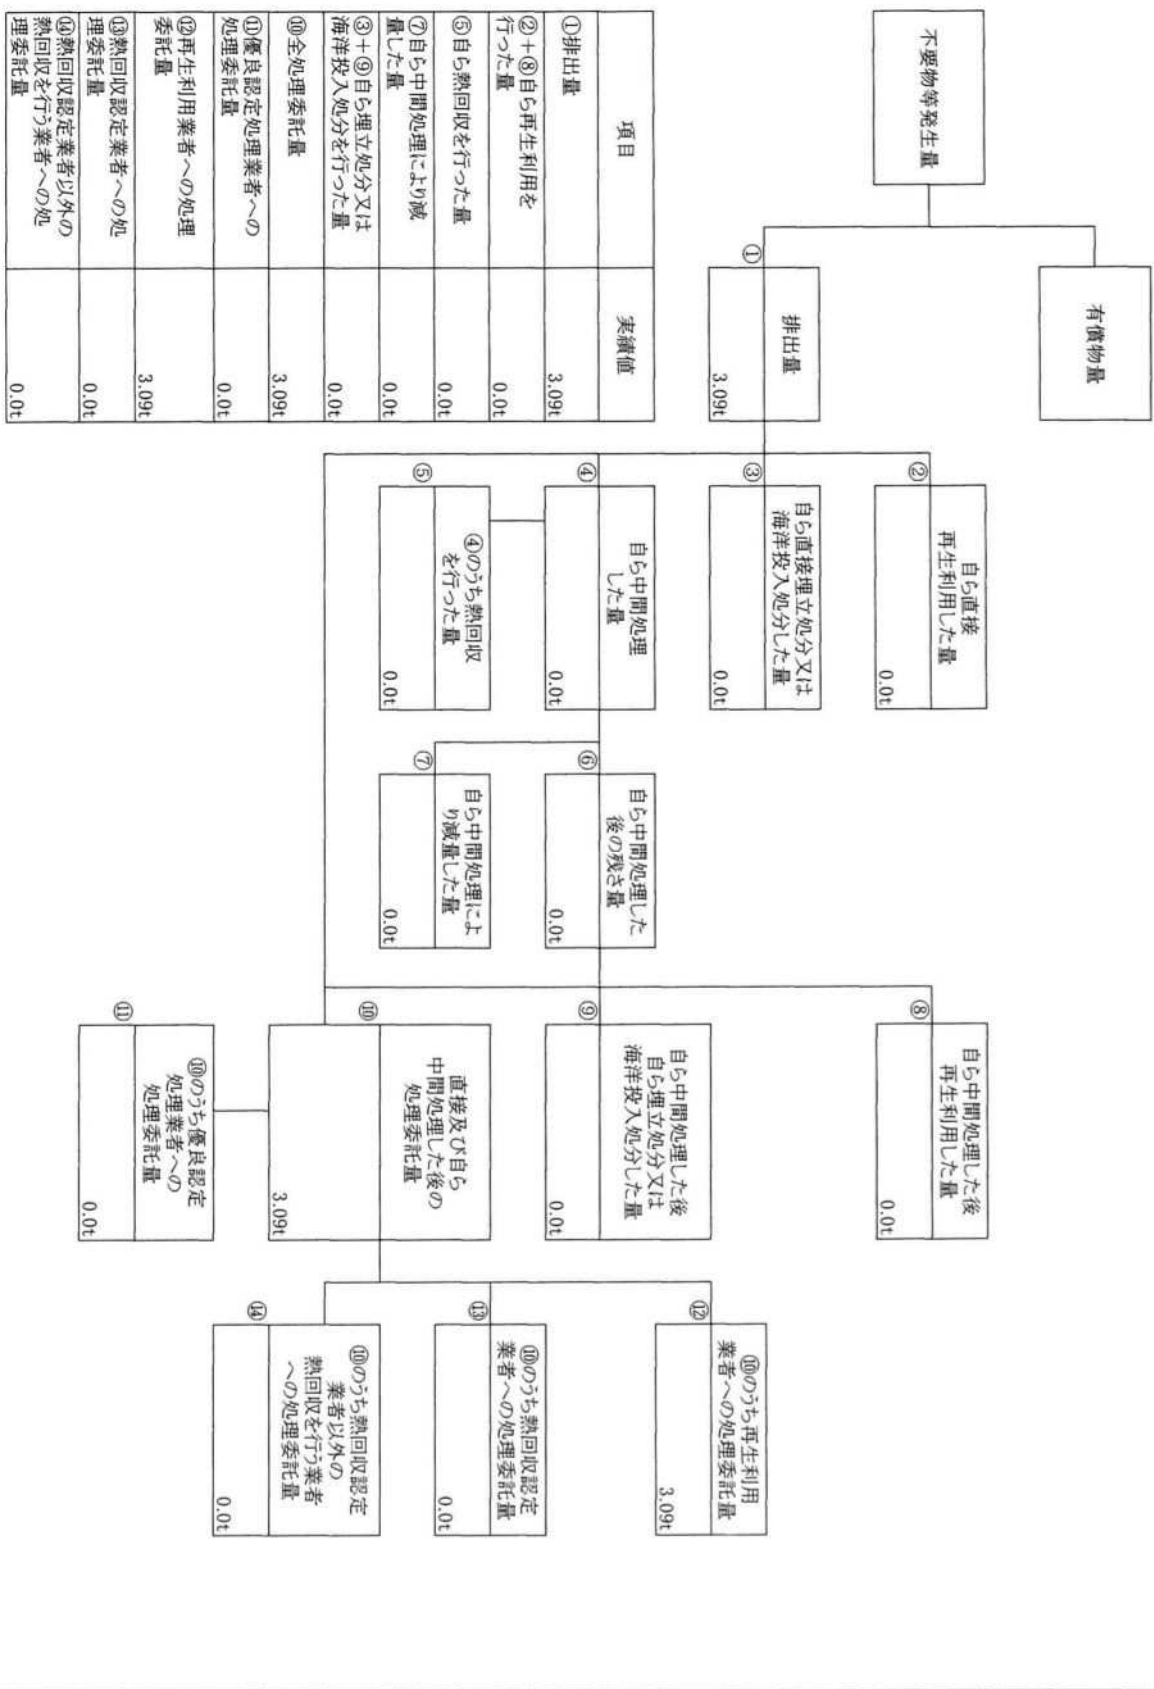 不要物等発生量
有償物量
①
排出量
3.09t
②
自ら直接
再生利用した量
0.0t
③
自ら直接埋立処分又は
海洋投入処分した量
0.0t
④
自ら中間処理
した量
0.0t
⑤
④のうち熱回収
を行った量
0.0t
⑥
自ら中間処理した
後の残さ量
0.0t
⑦
自ら中間処理によ
り減量した量
0.0t
⑧
自ら中間処理した後
再生利用した量
0.0t
⑨
自ら中間処理した後
自ら埋立処分又は
海洋投入処分した量
0.0t
⑩
直接及び自ら
中間処理した後の
処理委託量
3.09t
⑪
⑩のうち優良認定
処理業者への
処理委託量
0.0t
⑫
⑩のうち再生利用
業者への処理委託量
3.09t
⑬
⑩のうち熱回収認定
業者への処理委託量
0.0t
⑭
⑩のうち熱回収認定
業者以外の
熱回収を行う業者
への処理委託量
0.0t
項目 実績値
①排出量 3.09t
②+⑧自ら再生利用を
行った量 0.0t
⑤自ら熱回収を行った量 0.0t
⑦自ら中間処理により減
量した量 0.0t
③+⑨自ら埋立処分又は
海洋投入処分を行った量 0.0t
⑩全処理委託量 3.09t
⑪優良認定処理業者への
処理委託量 0.0t
⑫再生利用業者への処理
委託量 3.09t
⑬熱回収認定業者への処
理委託量 0.0t
⑭熱回収認定業者以外の
熱回収を行う業者への処
理委託量 0.0t